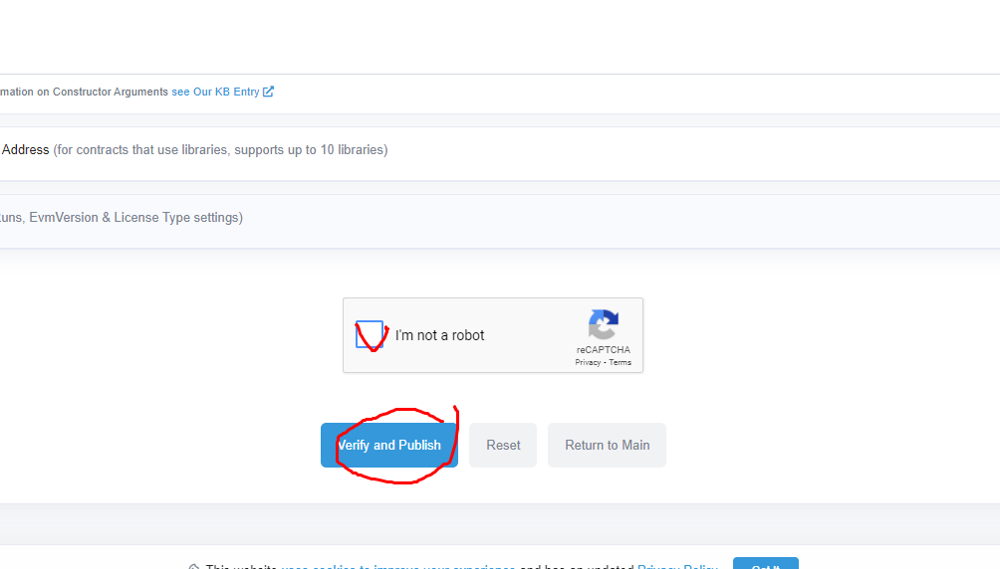 mation on Constructor Arguments see Our KB Entry
Address (for contracts that use libraries, supports up to 10 libraries)
uns, EvmVersion & License Type settings)
I'm not a robot
reCAPTCHA
Privacy - Terms
Verify and Publish
Reset
Return to Main
This website uses cookies to improve your experience and has an updated Privacy Policy.
Got It